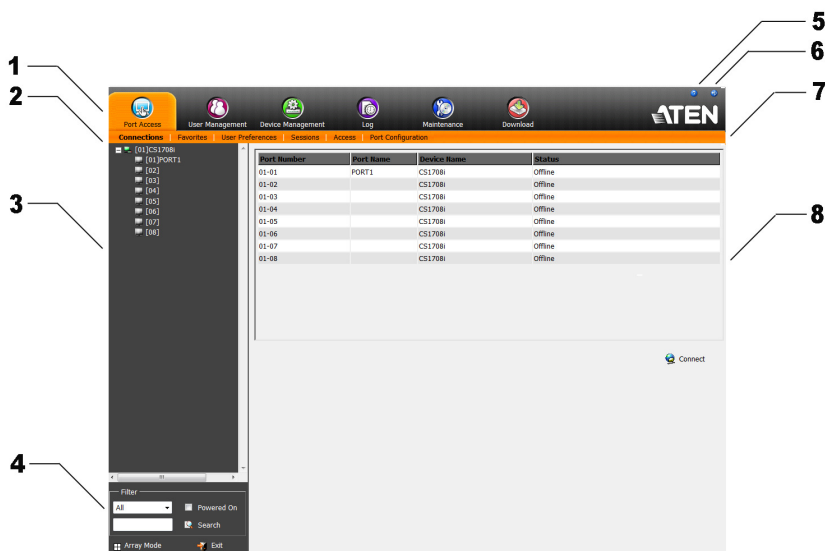 5
6
1
2
7
3
8
4
ATEN
Port Access User Management Device Management Log Maintenance Download
Connections Favorites User Preferences Sessions Access Port Configuration
[01]CS1708i
[01]PORT1
[02]
[03]
[04]
[05]
[06]
[07]
[08]
Port Number Port Name Device Name Status
01-01 PORT1 CS1708i Offline
01-02 CS1708i Offline
01-03 CS1708i Offline
01-04 CS1708i Offline
01-05 CS1708i Offline
01-06 CS1708i Offline
01-07 CS1708i Offline
01-08 CS1708i Offline
Connect
Filter
All Powered On
Search
Array Mode Exit